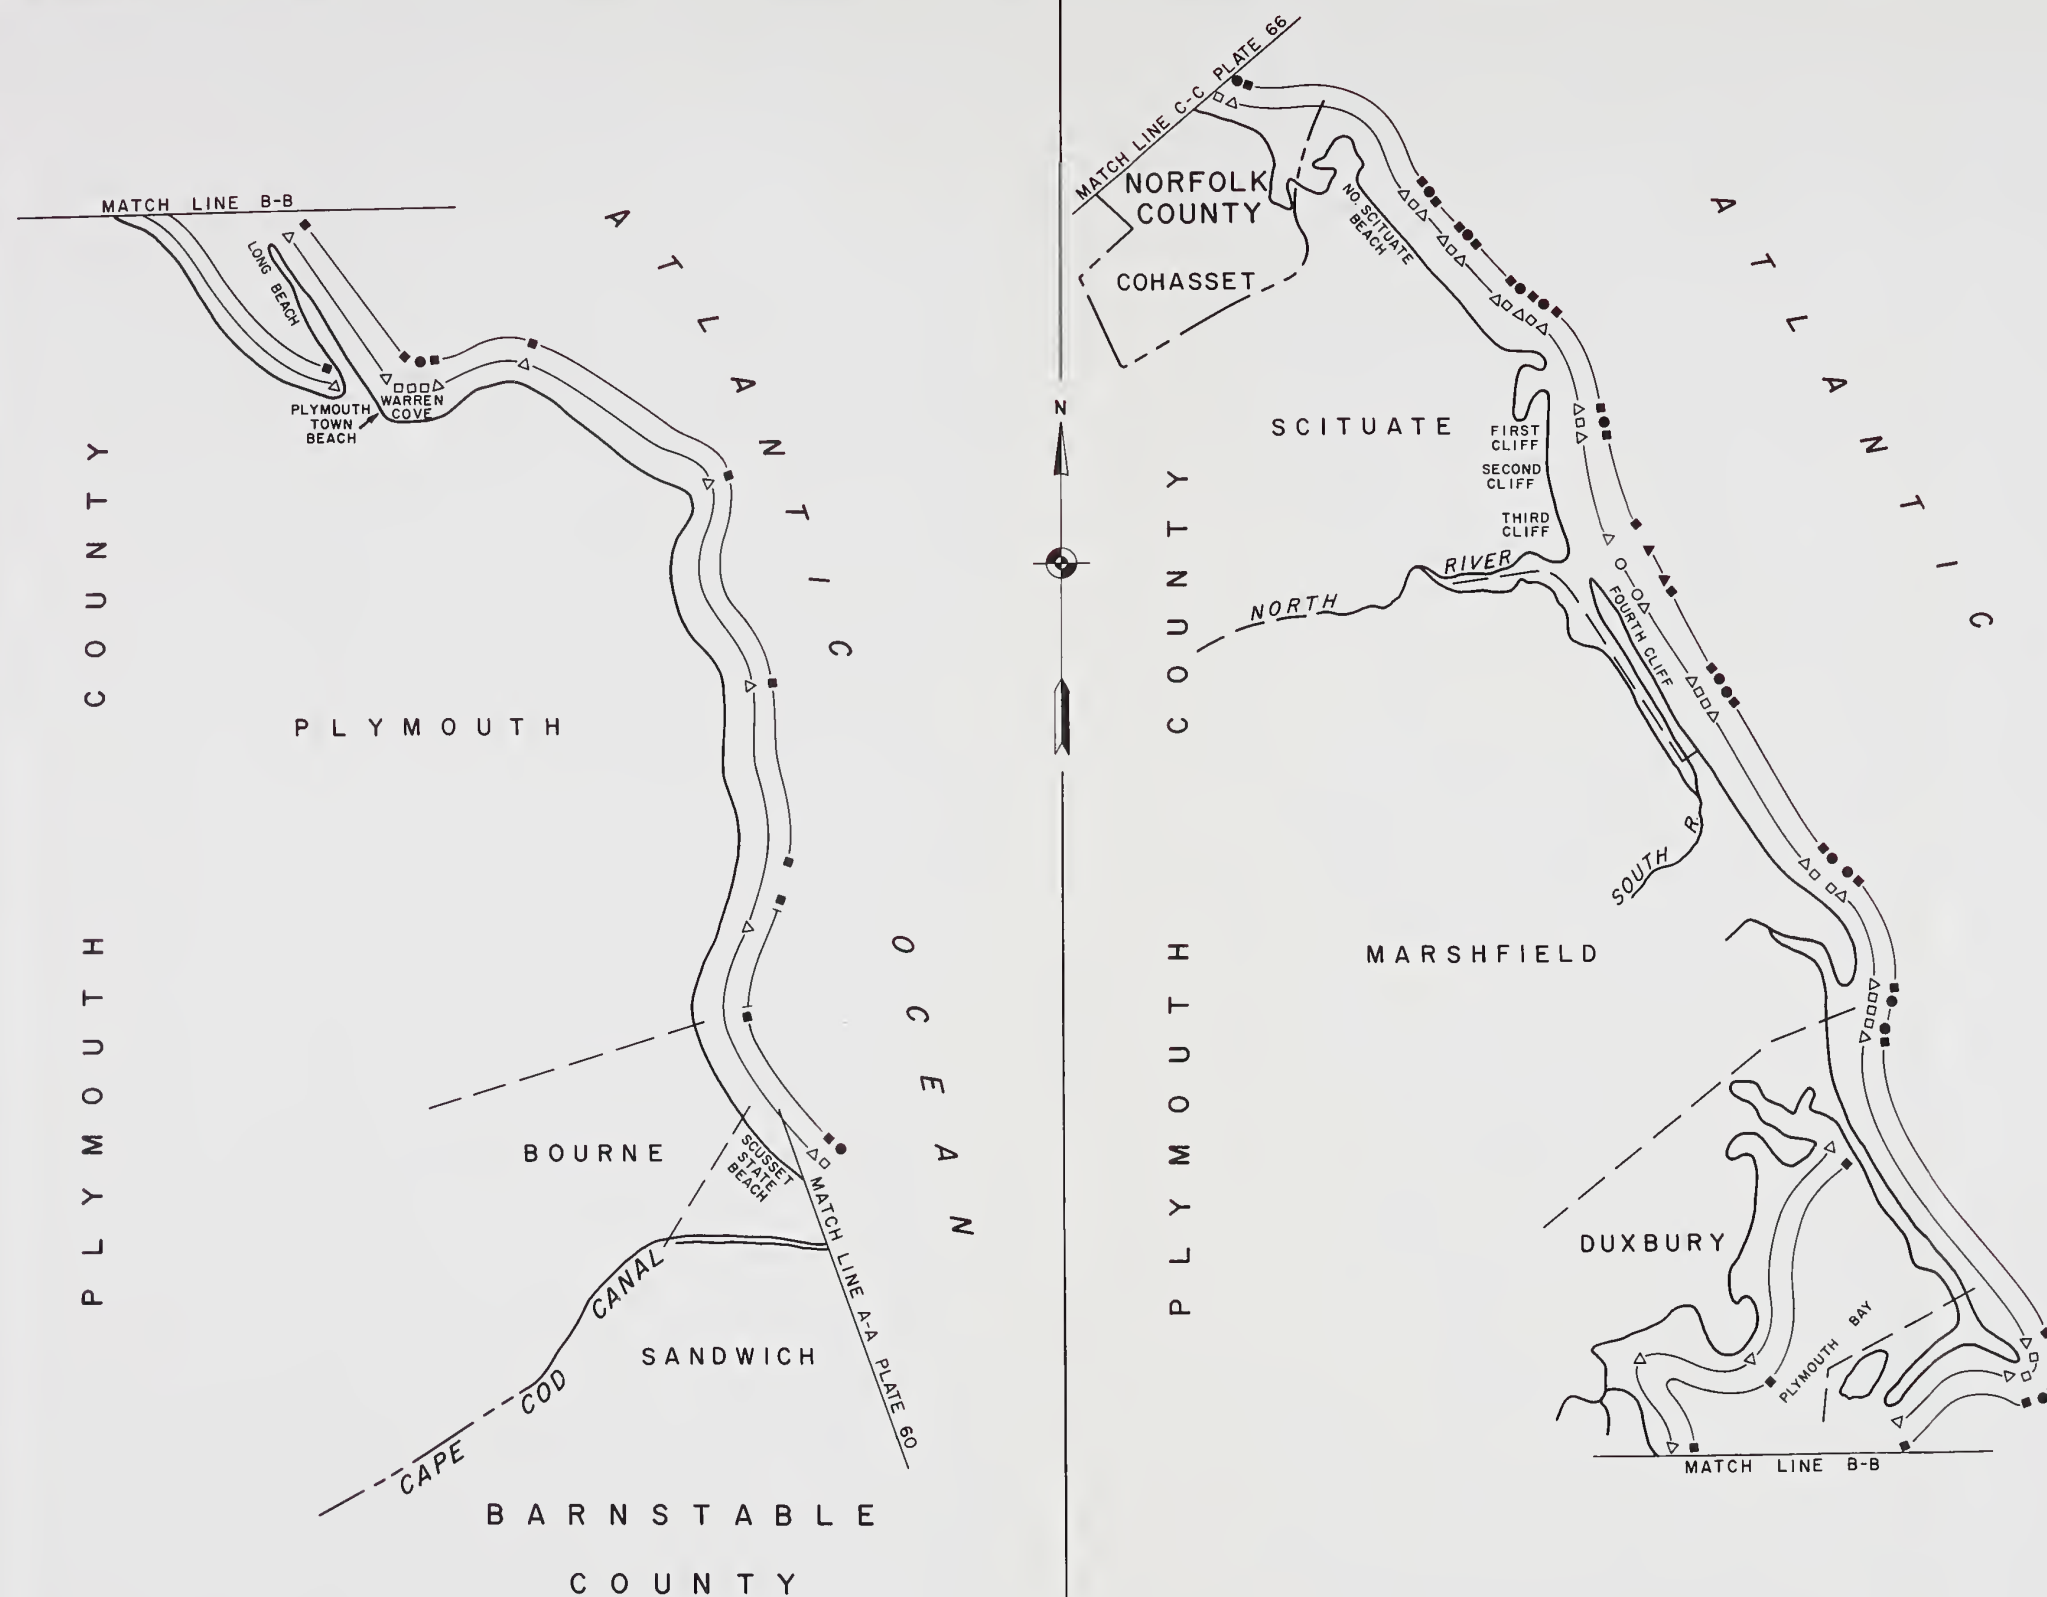 MATCH LINE B-B
LONG BEACH
PLYMOUTH
TOWN
BEACH
WARREN
COVE
ATLANTIC
OCEAN
PLYMOUTH COUNTY
PLYMOUTH
BOURNE
SCUSSET
STATE
BEACH
MATCH LINE A-A PLATE 60
CAPE COD CANAL
SANDWICH
BARNSTABLE
COUNTY
N
MATCH LINE C-C PLATE 66
NORFOLK
COUNTY
COHASSET
NO. SCITUATE
BEACH
ATLANTIC
SCITUATE
FIRST
CLIFF
SECOND
CLIFF
THIRD
CLIFF
NORTH RIVER
FOURTH CLIFF
SOUTH R.
PLYMOUTH COUNTY
MARSHFIELD
DUXBURY
PLYMOUTH BAY
MATCH LINE B-B